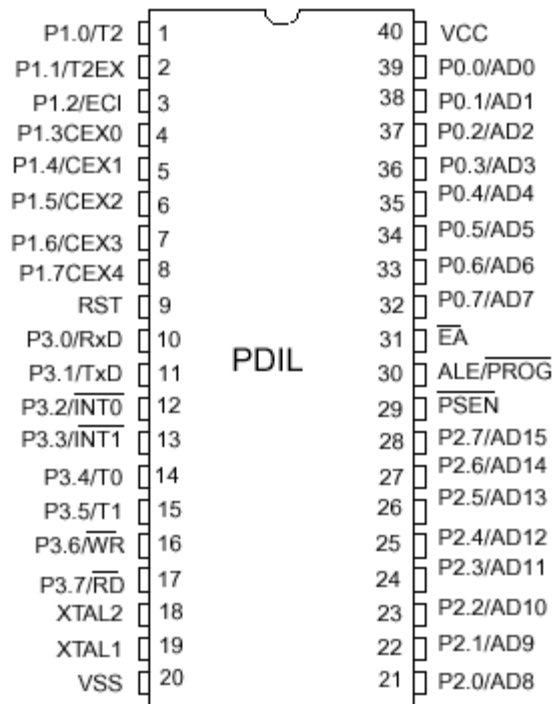 P1.0/T2 1 40 VCC
P1.1/T2EX 2 39 P0.0/AD0
P1.2/ECI 3 38 P0.1/AD1
P1.3CEX0 4 37 P0.2/AD2
P1.4/CEX1 5 36 P0.3/AD3
P1.5/CEX2 6 35 P0.4/AD4
P1.6/CEX3 7 34 P0.5/AD5
P1.7CEX4 8 33 P0.6/AD6
RST 9 32 P0.7/AD7
P3.0/RxD 10 31 EA
PDIL
P3.1/TxD 11 30 ALE/PROG
P3.2/INT0 12 29 PSEN
P3.3/INT1 13 28 P2.7/AD15
P3.4/T0 14 27 P2.6/AD14
P3.5/T1 15 26 P2.5/AD13
P3.6/WR 16 25 P2.4/AD12
P3.7/RD 17 24 P2.3/AD11
XTAL2 18 23 P2.2/AD10
XTAL1 19 22 P2.1/AD9
VSS 20 21 P2.0/AD8